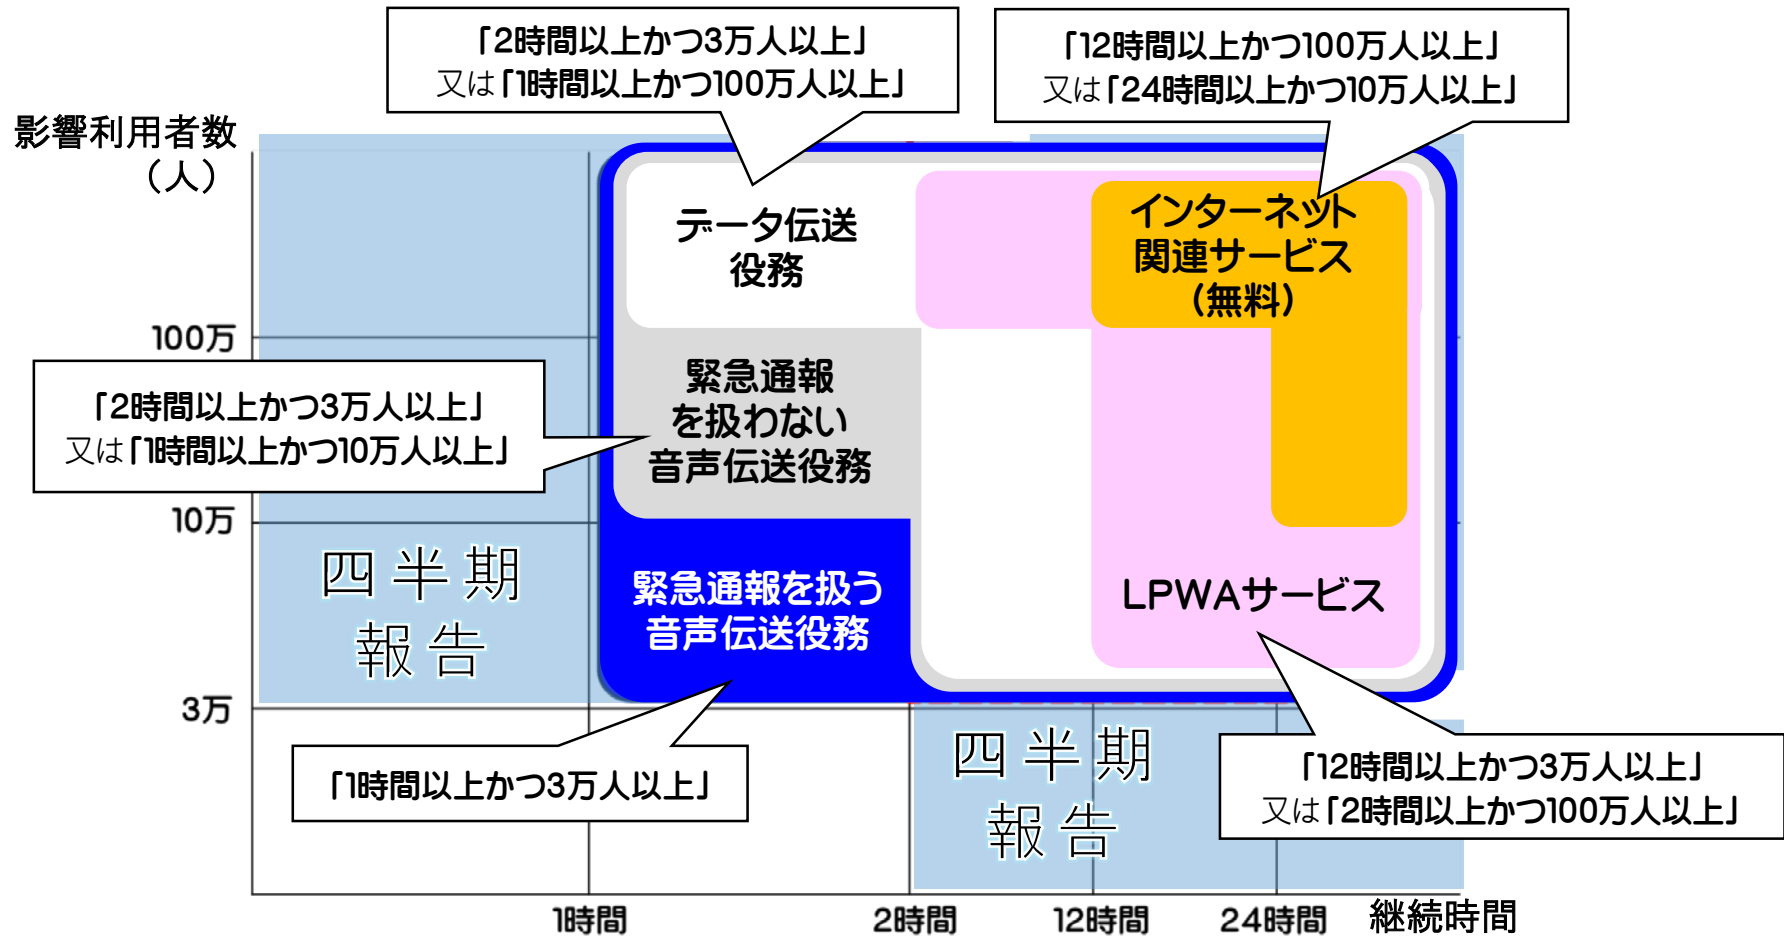 「2時間以上かつ3万人以上」
又は「1時間以上かつ100万人以上」
「12時間以上かつ100万人以上」
又は「24時間以上かつ10万人以上」
影響利用者数
（人）
データ伝送
役務
インターネット
関連サービス
（無料）
100万
緊急通報
を扱わない
音声伝送役務
「2時間以上かつ3万人以上」
又は「1時間以上かつ10万人以上」
10万
四半期
報告
緊急通報を扱う
音声伝送役務
LPWAサービス
3万
「1時間以上かつ3万人以上」
四半期
報告
「12時間以上かつ3万人以上」
又は「2時間以上かつ100万人以上」
1時間
2時間
12時間
24時間
継続時間